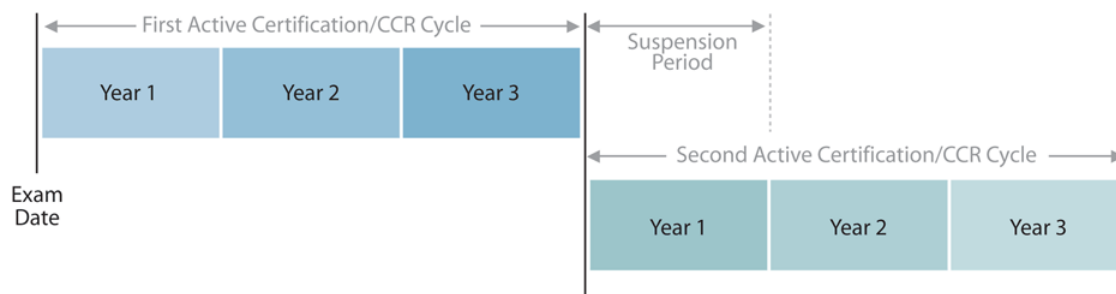 First Active Certification/CCR Cycle
Suspension
Period
Year 1
Year 2
Year 3
Exam
Date
Second Active Certification/CCR Cycle
Year 1
Year 2
Year 3